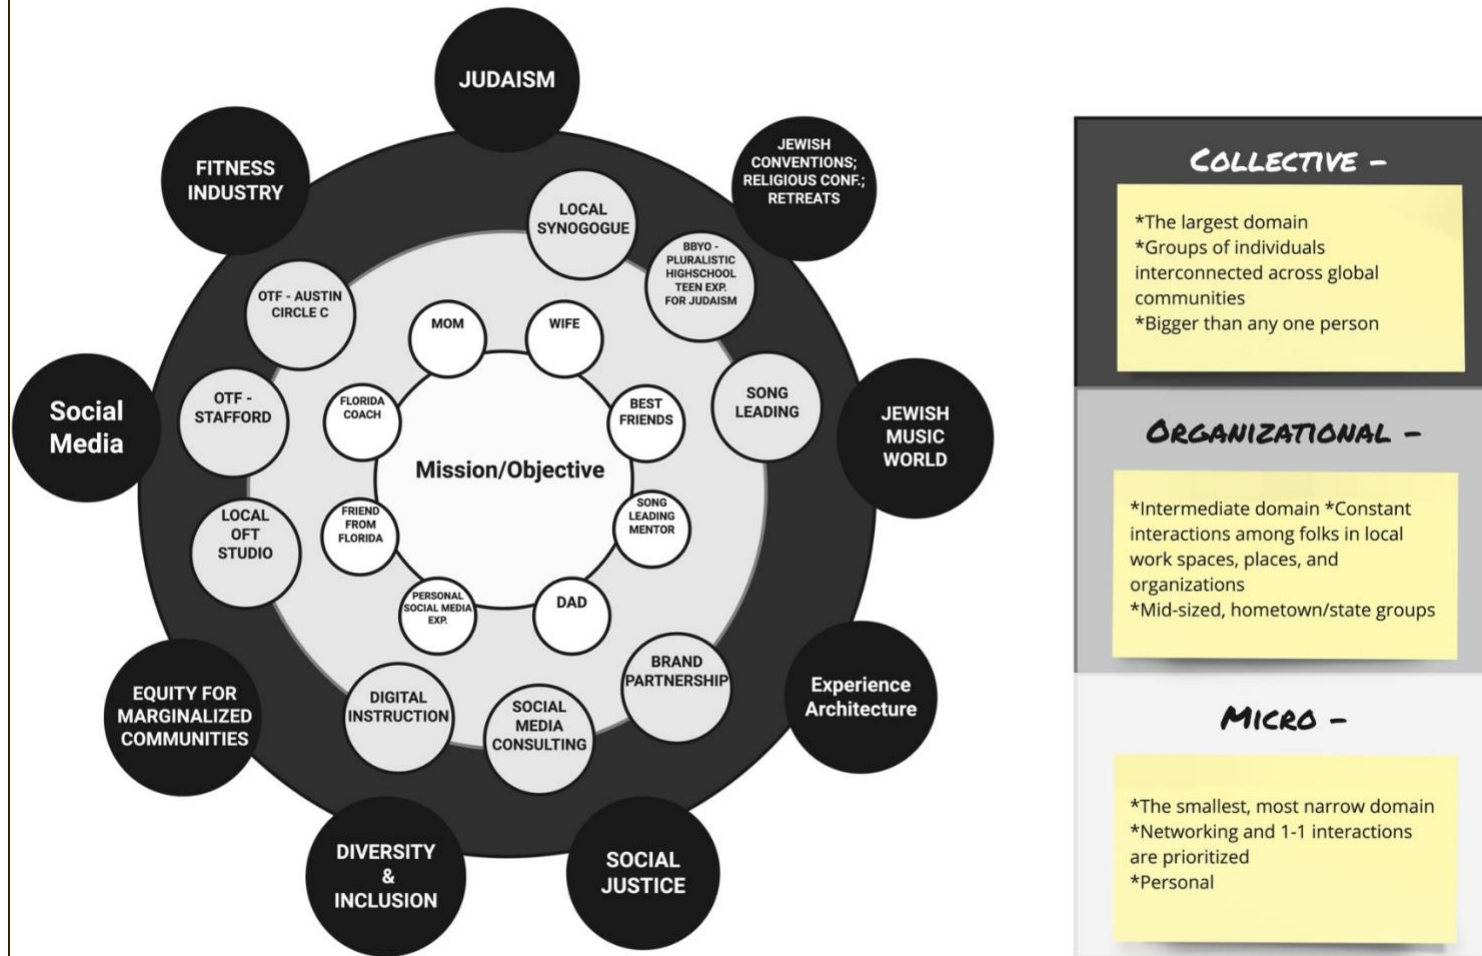 JUDAISM
FITNESS
INDUSTRY
JEWISH
CONVENTIONS;
RELIGIOUS CONF.;
RETREATS
LOCAL
SYNOGOGUE
BBYO -
PLURALISTIC
HIGHSCHOOL
TEEN EXP.
FOR JUDAISM
OTF - AUSTIN
CIRCLE C
MOM
WIFE
Social
Media
OTF -
STAFFORD
FLORIDA
COACH
BEST
FRIENDS
SONG
LEADING
JEWISH
MUSIC
WORLD
Mission/Objective
LOCAL
OFT
STUDIO
FRIEND
FROM
FLORIDA
SONG
LEADING
MENTOR
PERSONAL
SOCIAL MEDIA
EXP.
DAD
EQUITY FOR
MARGINALIZED
COMMUNITIES
DIGITAL
INSTRUCTION
SOCIAL
MEDIA
CONSULTING
BRAND
PARTNERSHIP
Experience
Architecture
DIVERSITY
&
INCLUSION
SOCIAL
JUSTICE
COLLECTIVE -
*The largest domain
*Groups of individuals
interconnected across global
communities
*Bigger than any one person
ORGANIZATIONAL -
*Intermediate domain *Constant
interactions among folks in local
work spaces, places, and
organizations
*Mid-sized, hometown/state groups
MICRO -
*The smallest, most narrow domain
*Networking and 1-1 interactions
are prioritized
*Personal